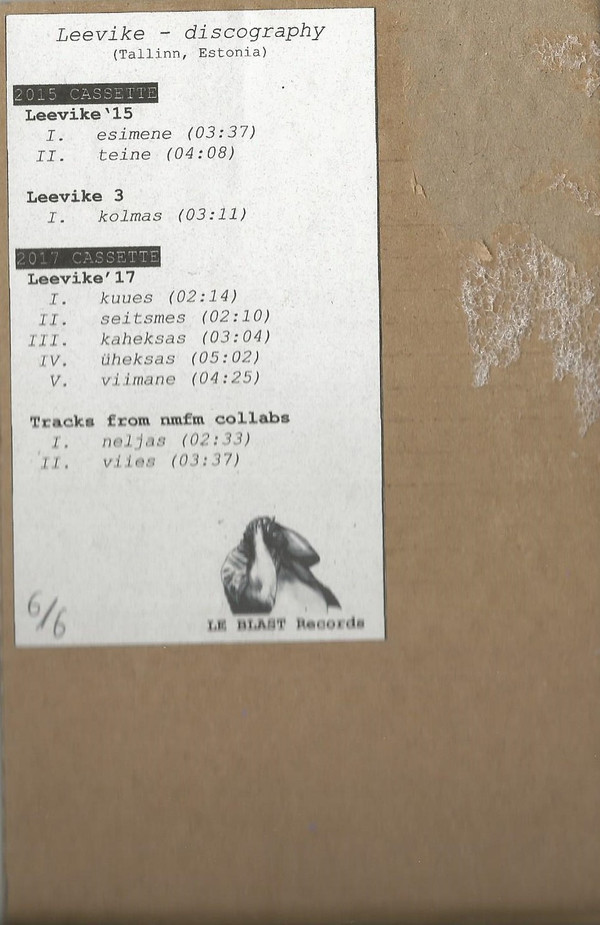 Leevike - discography
(Tallinn, Estonia)
2015 CASSETTE
Leevike‘15
I. esimene (03:37)
II. teine (04:08)
Leevike 3
I. kolmas (03:11)
2017 CASSETTE
Leevike’17
I. kuues (02:14)
II. seitsmes (02:10)
III. kaheksas (03:04)
IV. üheksas (05:02)
V. viimane (04:25)
Tracks from nmfm collabs
I. neljas (02:33)
II. viies (03:37)
6/6
LE BLAST Records